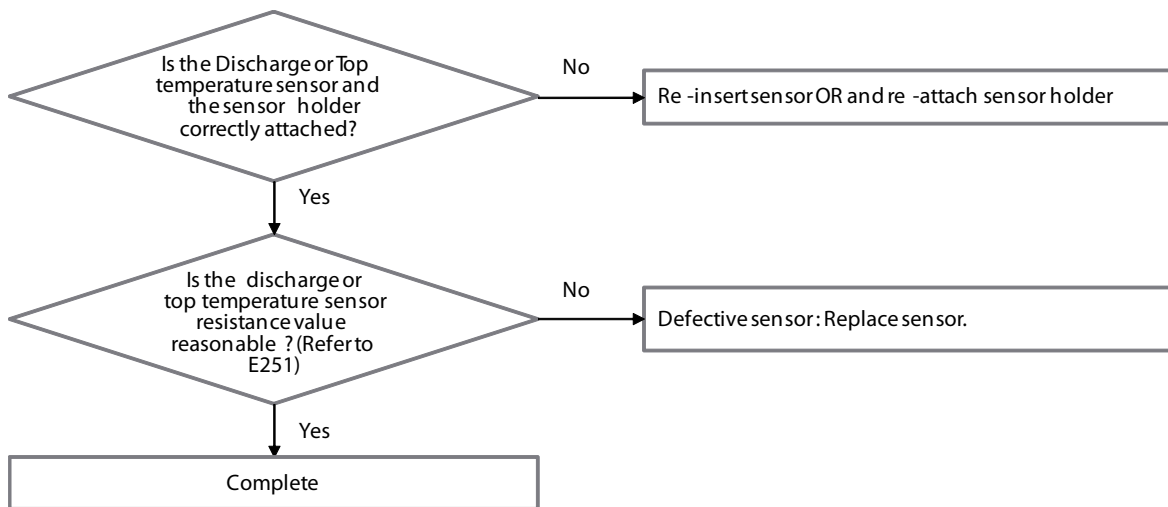 Is the Discharge or Top
temperature sensor and
the sensor holder
correctly attached?
No
Re -insert sensor OR and re -attach sensor holder
Yes
Is the discharge or
top temperature sensor
resistance value
reasonable ? (Refer to
E251)
No
Defective sensor: Replace sensor.
Yes
Complete